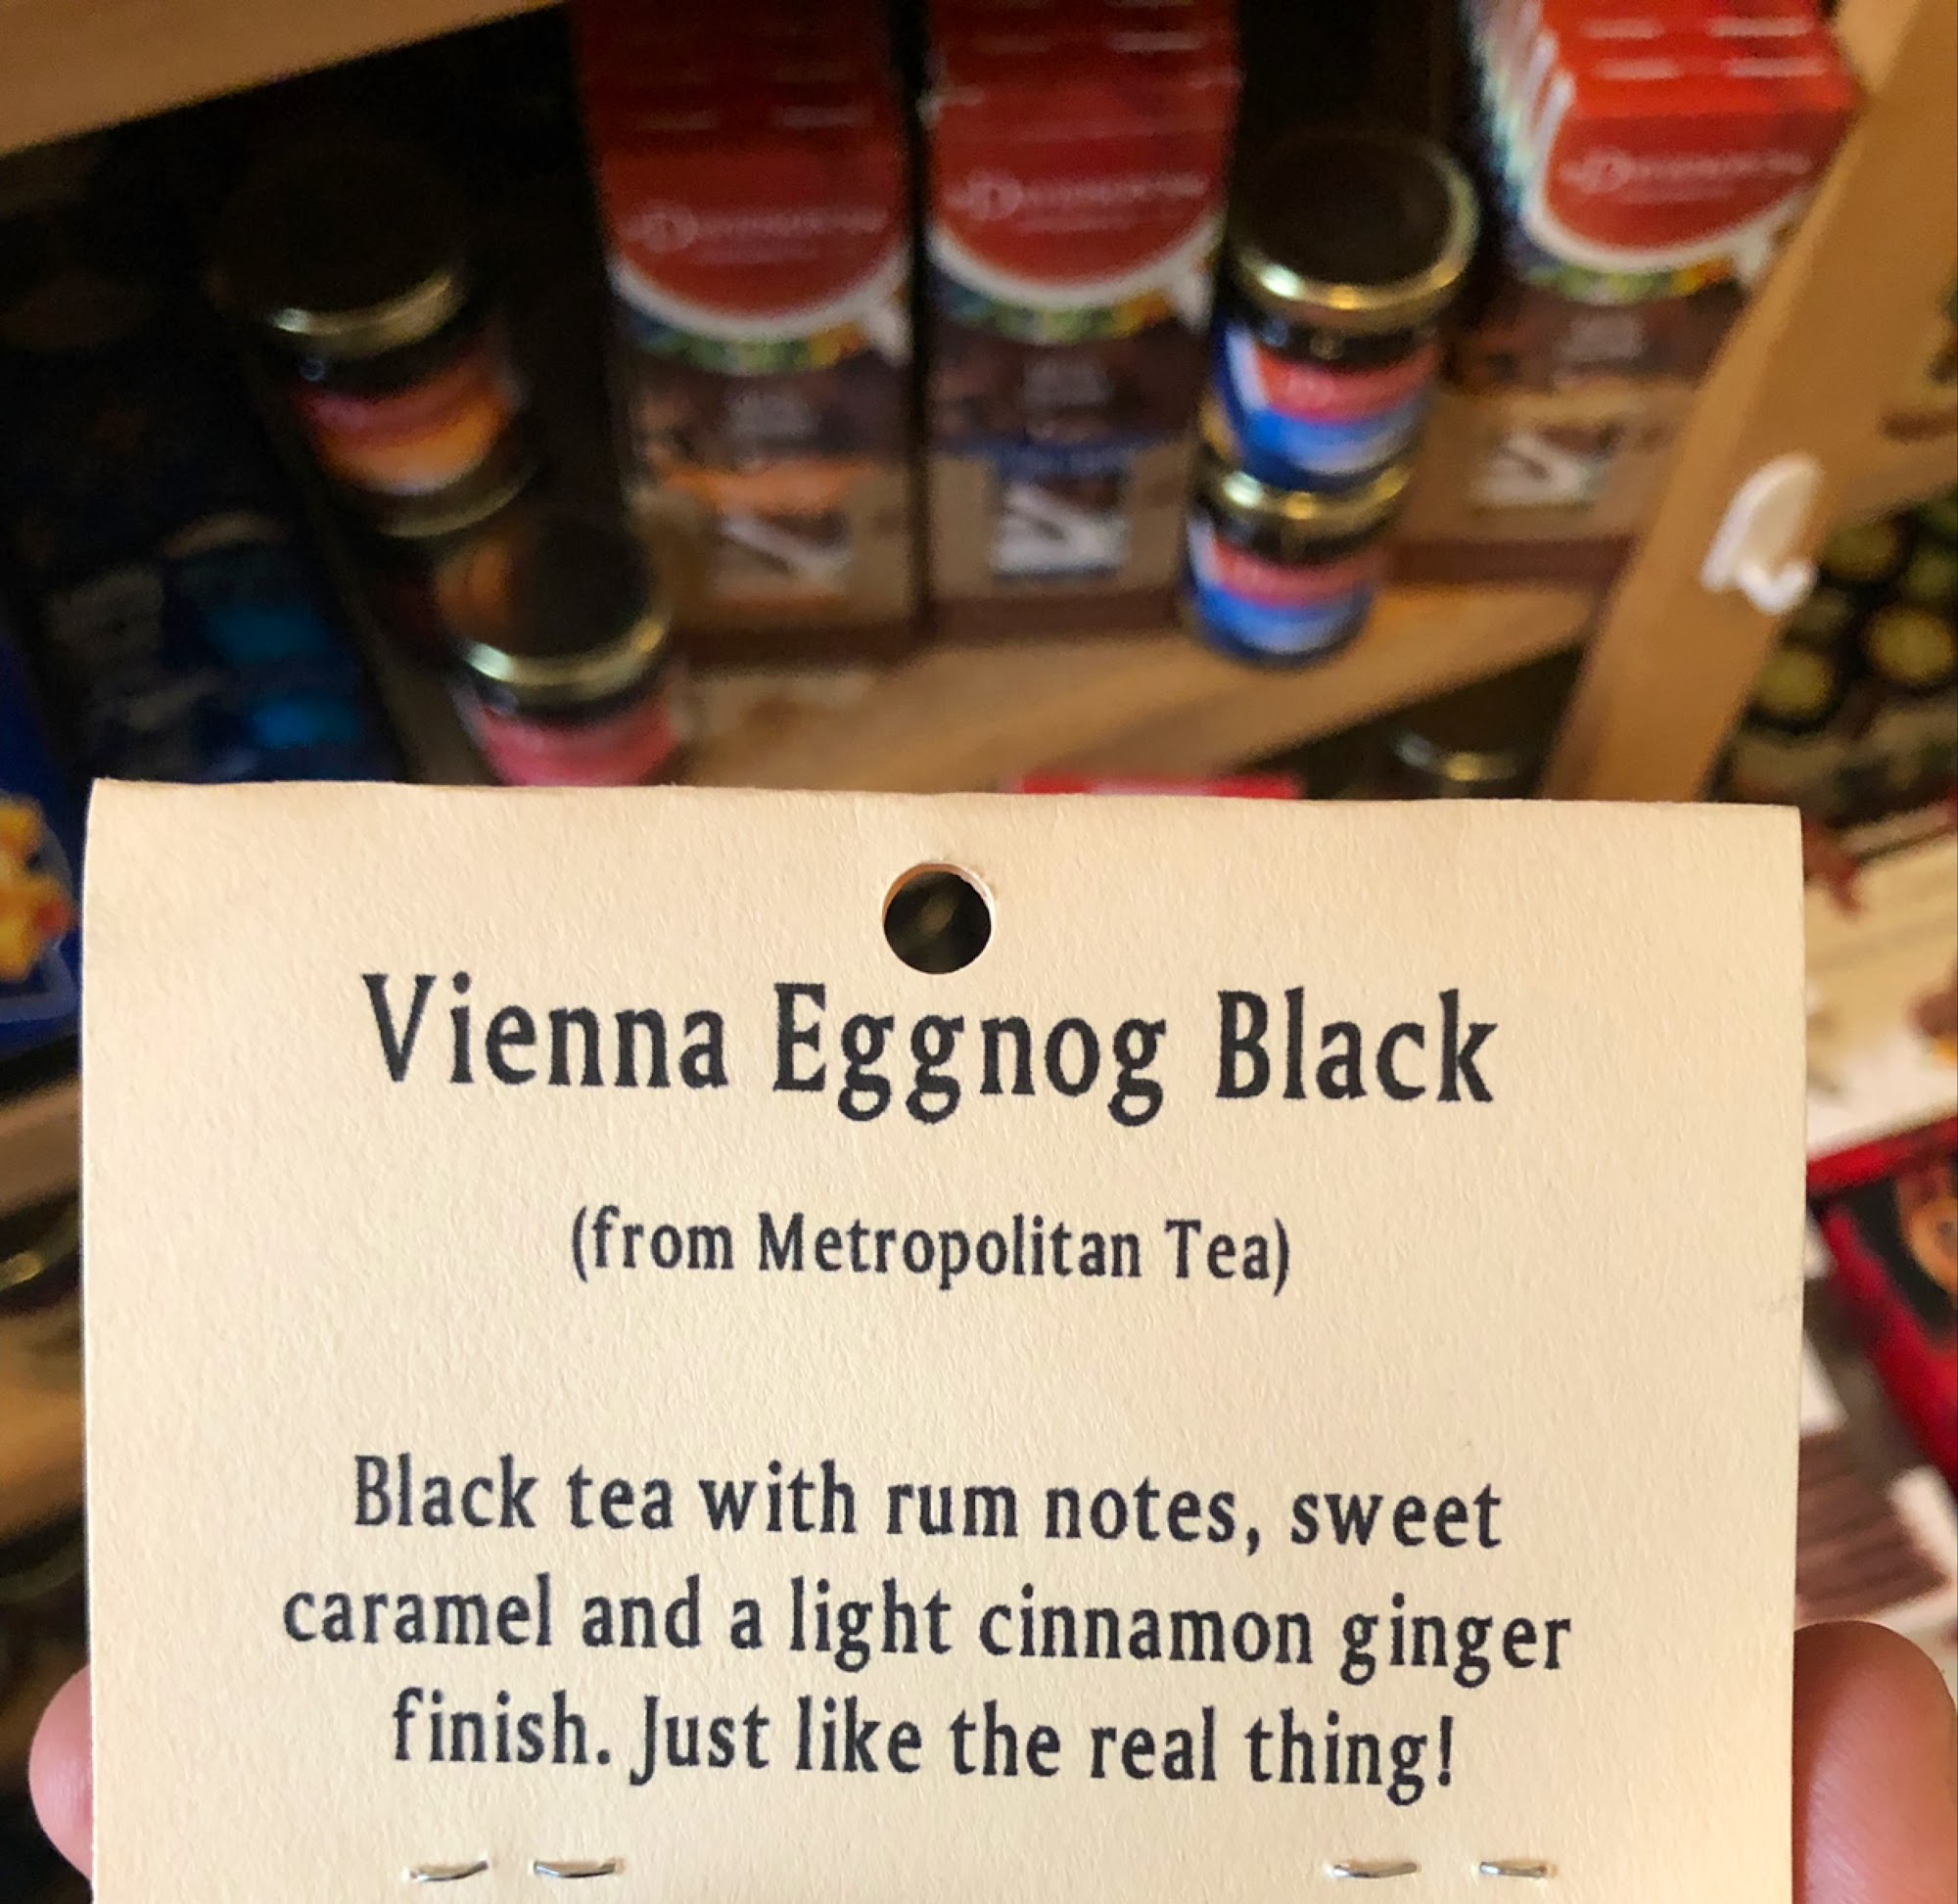 Vienna Eggnog Black
(from Metropolitan Tea)
Black tea with rum notes, sweet
caramel and a light cinnamon ginger
finish. Just like the real thing!